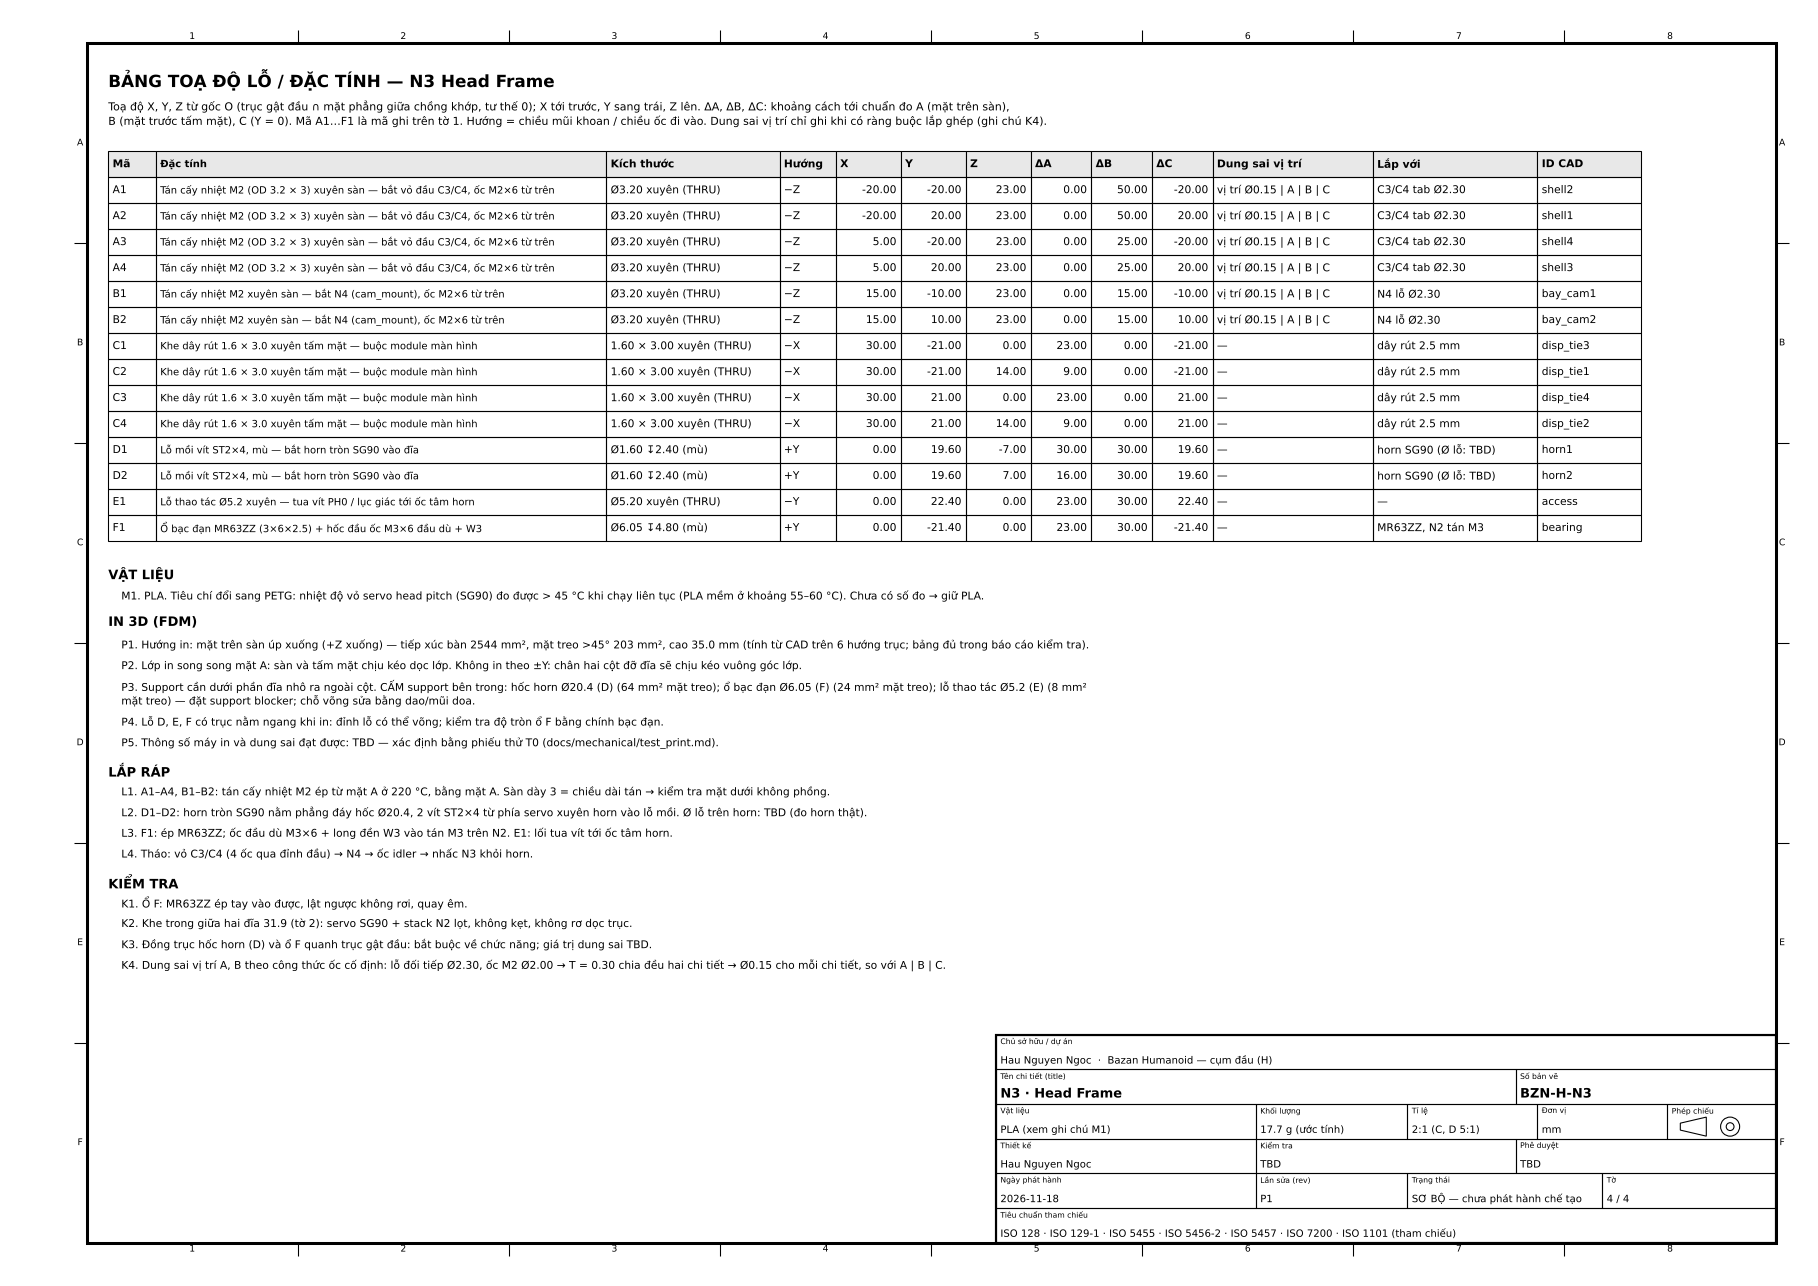 1 2 3 4 5 6 7 8
BẢNG TOẠ ĐỘ LỖ / ĐẶC TÍNH — N3 Head Frame
Toạ độ X, Y, Z từ gốc O (trục gật đầu ∩ mặt phẳng giữa chồng khớp, tư thế 0); X tới trước, Y sang trái, Z lên. ΔA, ΔB, ΔC: khoảng cách tới chuẩn đo A (mặt trên sàn),
B (mặt trước tấm mặt), C (Y = 0). Mã A1…F1 là mã ghi trên tờ 1. Hướng = chiều mũi khoan / chiều ốc đi vào. Dung sai vị trí chỉ ghi khi có ràng buộc lắp ghép (ghi chú K4).
A A
Mã Đặc tính Kích thước Hướng X Y Z ΔA ΔB ΔC Dung sai vị trí Lắp với ID CAD
A1 Tán cấy nhiệt M2 (OD 3.2 × 3) xuyên sàn — bắt vỏ đầu C3/C4, ốc M2×6 từ trên Ø3.20 xuyên (THRU) −Z -20.00 -20.00 23.00 0.00 50.00 -20.00 vị trí Ø0.15 | A | B | C C3/C4 tab Ø2.30 shell2
A2 Tán cấy nhiệt M2 (OD 3.2 × 3) xuyên sàn — bắt vỏ đầu C3/C4, ốc M2×6 từ trên Ø3.20 xuyên (THRU) −Z -20.00 20.00 23.00 0.00 50.00 20.00 vị trí Ø0.15 | A | B | C C3/C4 tab Ø2.30 shell1
A3 Tán cấy nhiệt M2 (OD 3.2 × 3) xuyên sàn — bắt vỏ đầu C3/C4, ốc M2×6 từ trên Ø3.20 xuyên (THRU) −Z 5.00 -20.00 23.00 0.00 25.00 -20.00 vị trí Ø0.15 | A | B | C C3/C4 tab Ø2.30 shell4
A4 Tán cấy nhiệt M2 (OD 3.2 × 3) xuyên sàn — bắt vỏ đầu C3/C4, ốc M2×6 từ trên Ø3.20 xuyên (THRU) −Z 5.00 20.00 23.00 0.00 25.00 20.00 vị trí Ø0.15 | A | B | C C3/C4 tab Ø2.30 shell3
B1 Tán cấy nhiệt M2 xuyên sàn — bắt N4 (cam_mount), ốc M2×6 từ trên Ø3.20 xuyên (THRU) −Z 15.00 -10.00 23.00 0.00 15.00 -10.00 vị trí Ø0.15 | A | B | C N4 lỗ Ø2.30 bay_cam1
B2 Tán cấy nhiệt M2 xuyên sàn — bắt N4 (cam_mount), ốc M2×6 từ trên Ø3.20 xuyên (THRU) −Z 15.00 10.00 23.00 0.00 15.00 10.00 vị trí Ø0.15 | A | B | C N4 lỗ Ø2.30 bay_cam2
B B
C1 Khe dây rút 1.6 × 3.0 xuyên tấm mặt — buộc module màn hình 1.60 × 3.00 xuyên (THRU) −X 30.00 -21.00 0.00 23.00 0.00 -21.00 — dây rút 2.5 mm disp_tie3
C2 Khe dây rút 1.6 × 3.0 xuyên tấm mặt — buộc module màn hình 1.60 × 3.00 xuyên (THRU) −X 30.00 -21.00 14.00 9.00 0.00 -21.00 — dây rút 2.5 mm disp_tie1
C3 Khe dây rút 1.6 × 3.0 xuyên tấm mặt — buộc module màn hình 1.60 × 3.00 xuyên (THRU) −X 30.00 21.00 0.00 23.00 0.00 21.00 — dây rút 2.5 mm disp_tie4
C4 Khe dây rút 1.6 × 3.0 xuyên tấm mặt — buộc module màn hình 1.60 × 3.00 xuyên (THRU) −X 30.00 21.00 14.00 9.00 0.00 21.00 — dây rút 2.5 mm disp_tie2
D1 Lỗ mồi vít ST2×4, mù — bắt horn tròn SG90 vào đĩa Ø1.60 ↧2.40 (mù) +Y 0.00 19.60 -7.00 30.00 30.00 19.60 — horn SG90 (Ø lỗ: TBD) horn1
D2 Lỗ mồi vít ST2×4, mù — bắt horn tròn SG90 vào đĩa Ø1.60 ↧2.40 (mù) +Y 0.00 19.60 7.00 16.00 30.00 19.60 — horn SG90 (Ø lỗ: TBD) horn2
E1 Lỗ thao tác Ø5.2 xuyên — tua vít PH0 / lục giác tới ốc tâm horn Ø5.20 xuyên (THRU) −Y 0.00 22.40 0.00 23.00 30.00 22.40 — — access
F1 Ổ bạc đạn MR63ZZ (3×6×2.5) + hốc đầu ốc M3×6 đầu dù + W3 Ø6.05 ↧4.80 (mù) +Y 0.00 -21.40 0.00 23.00 30.00 -21.40 — MR63ZZ, N2 tán M3 bearing
C C
VẬT LIỆU
M1. PLA. Tiêu chí đổi sang PETG: nhiệt độ vỏ servo head pitch (SG90) đo được > 45 °C khi chạy liên tục (PLA mềm ở khoảng 55–60 °C). Chưa có số đo → giữ PLA.
IN 3D (FDM)
P1. Hướng in: mặt trên sàn úp xuống (+Z xuống) — tiếp xúc bàn 2544 mm², mặt treo >45° 203 mm², cao 35.0 mm (tính từ CAD trên 6 hướng trục; bảng đủ trong báo cáo kiểm tra).
P2. Lớp in song song mặt A: sàn và tấm mặt chịu kéo dọc lớp. Không in theo ±Y: chân hai cột đỡ đĩa sẽ chịu kéo vuông góc lớp.
P3. Support cần dưới phần đĩa nhô ra ngoài cột. CẤM support bên trong: hốc horn Ø20.4 (D) (64 mm² mặt treo); ổ bạc đạn Ø6.05 (F) (24 mm² mặt treo); lỗ thao tác Ø5.2 (E) (8 mm²
mặt treo) — đặt support blocker; chỗ võng sửa bằng dao/mũi doa.
P4. Lỗ D, E, F có trục nằm ngang khi in: đỉnh lỗ có thể võng; kiểm tra độ tròn ổ F bằng chính bạc đạn.
P5. Thông số máy in và dung sai đạt được: TBD — xác định bằng phiếu thử T0 (docs/mechanical/test_print.md).
D D
LẮP RÁP
L1. A1–A4, B1–B2: tán cấy nhiệt M2 ép từ mặt A ở 220 °C, bằng mặt A. Sàn dày 3 = chiều dài tán → kiểm tra mặt dưới không phồng.
L2. D1–D2: horn tròn SG90 nằm phẳng đáy hốc Ø20.4, 2 vít ST2×4 từ phía servo xuyên horn vào lỗ mồi. Ø lỗ trên horn: TBD (đo horn thật).
L3. F1: ép MR63ZZ; ốc đầu dù M3×6 + long đền W3 vào tán M3 trên N2. E1: lối tua vít tới ốc tâm horn.
L4. Tháo: vỏ C3/C4 (4 ốc qua đỉnh đầu) → N4 → ốc idler → nhấc N3 khỏi horn.
KIỂM TRA
K1. Ổ F: MR63ZZ ép tay vào được, lật ngược không rơi, quay êm.
K2. Khe trong giữa hai đĩa 31.9 (tờ 2): servo SG90 + stack N2 lọt, không kẹt, không rơ dọc trục.
E E
K3. Đồng trục hốc horn (D) và ổ F quanh trục gật đầu: bắt buộc về chức năng; giá trị dung sai TBD.
K4. Dung sai vị trí A, B theo công thức ốc cố định: lỗ đối tiếp Ø2.30, ốc M2 Ø2.00 → T = 0.30 chia đều hai chi tiết → Ø0.15 cho mỗi chi tiết, so với A | B | C.
Chủ sở hữu / dự án
Hau Nguyen Ngoc · Bazan Humanoid — cụm đầu (H)
Tên chi tiết (title) Số bản vẽ
N3 · Head Frame BZN-H-N3
Vật liệu Khối lượng Tỉ lệ Đơn vị Phép chiếu
PLA (xem ghi chú M1) 17.7 g (ước tính) 2:1 (C, D 5:1) mm
F F
Thiết kế Kiểm tra Phê duyệt
Hau Nguyen Ngoc TBD TBD
Ngày phát hành Lần sửa (rev) Trạng thái Tờ
2026-11-18 P1 SƠ BỘ — chưa phát hành chế tạo 4 / 4
Tiêu chuẩn tham chiếu
ISO 128 · ISO 129-1 · ISO 5455 · ISO 5456-2 · ISO 5457 · ISO 7200 · ISO 1101 (tham chiếu)
1 2 3 4 5 6 7 8